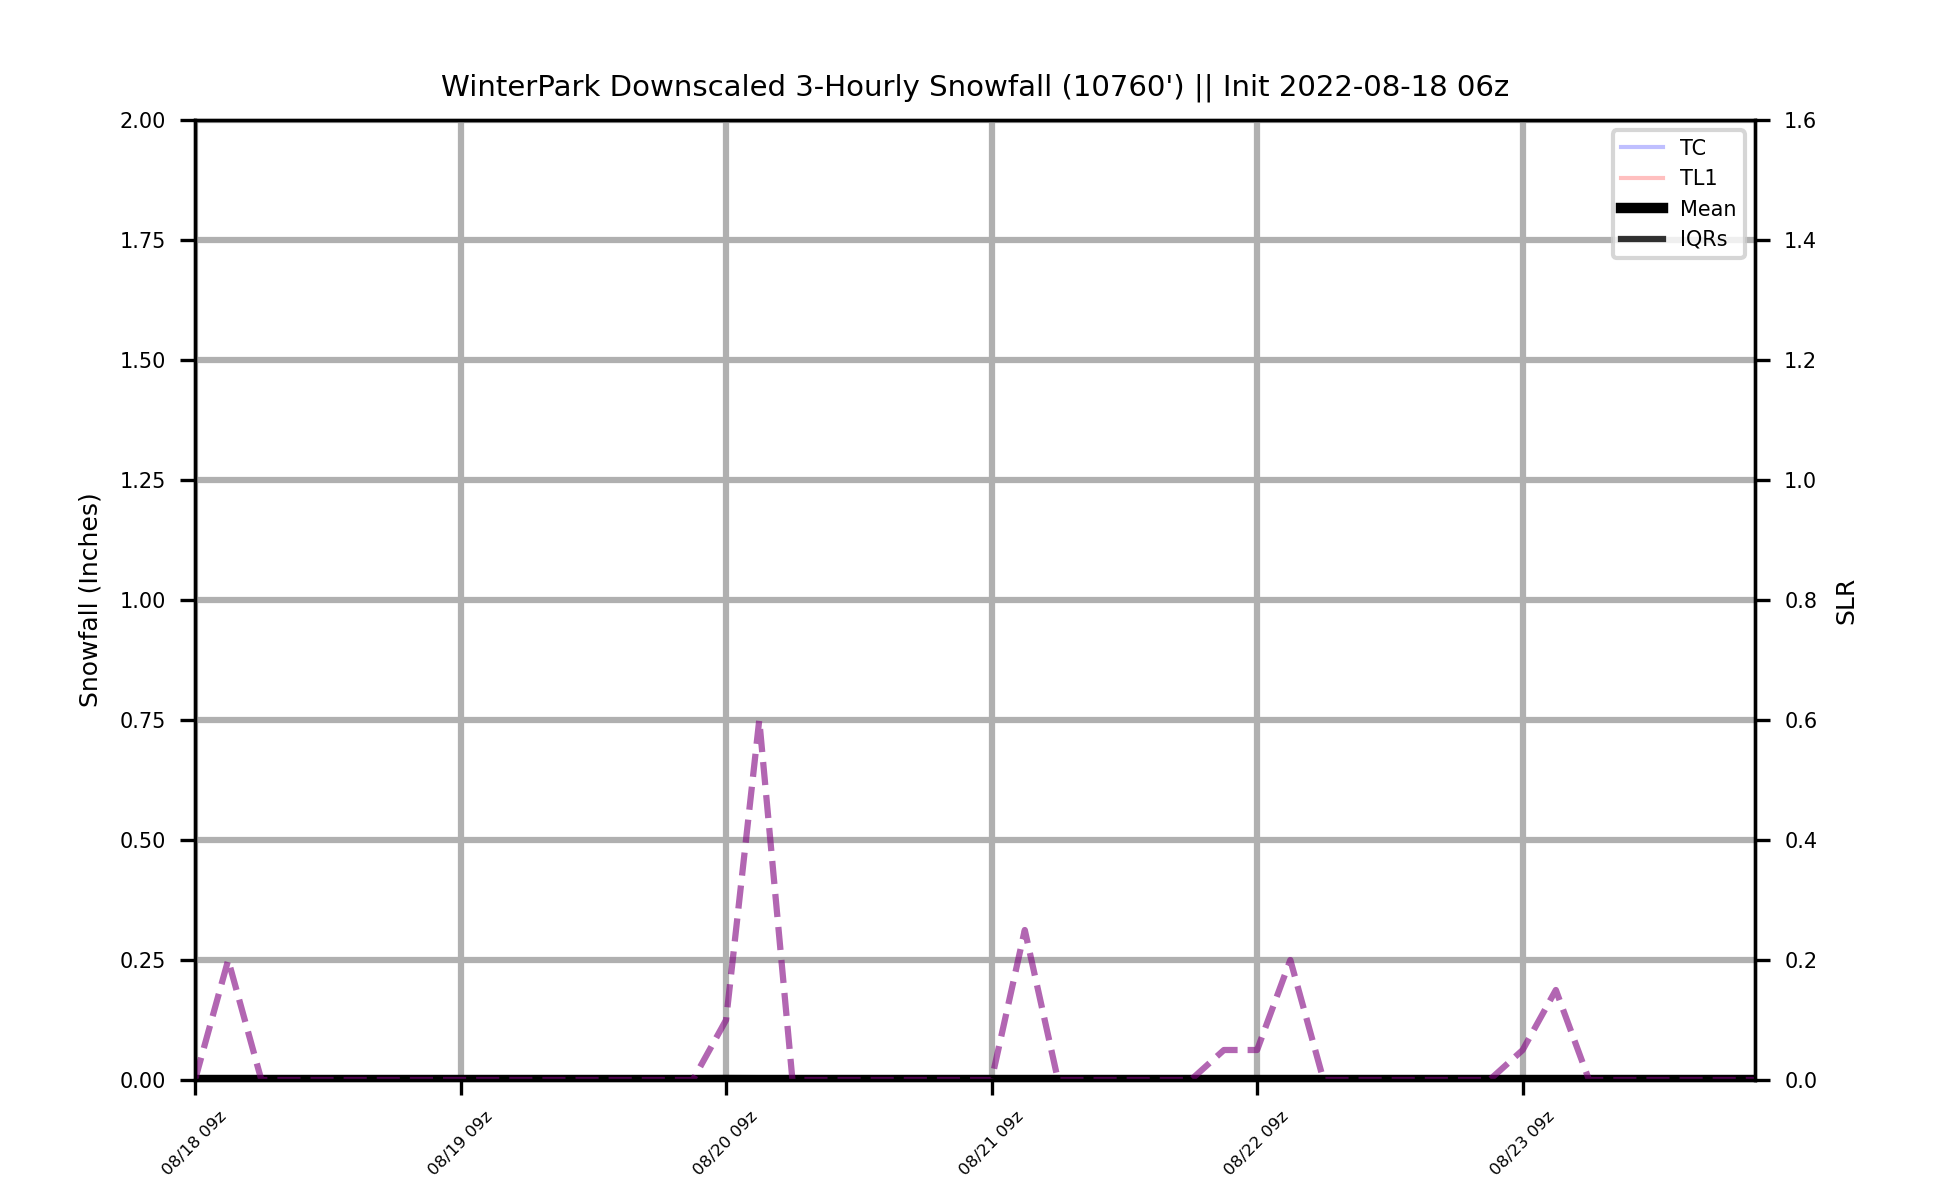 WinterPark Downscaled 3-Hourly Snowfall (10760') || Init 2022-08-18 06z
TC
TL1
Mean
IQRs
Snowfall (Inches)
2.00
1.75
1.50
1.25
1.00
0.75
0.50
0.25
0.00
1.6
1.4
1.2
1.0
0.8
0.6
0.4
0.2
0.0
SLR
08/18 09z
08/19 09z
08/20 09z
08/21 09z
08/22 09z
08/23 09z